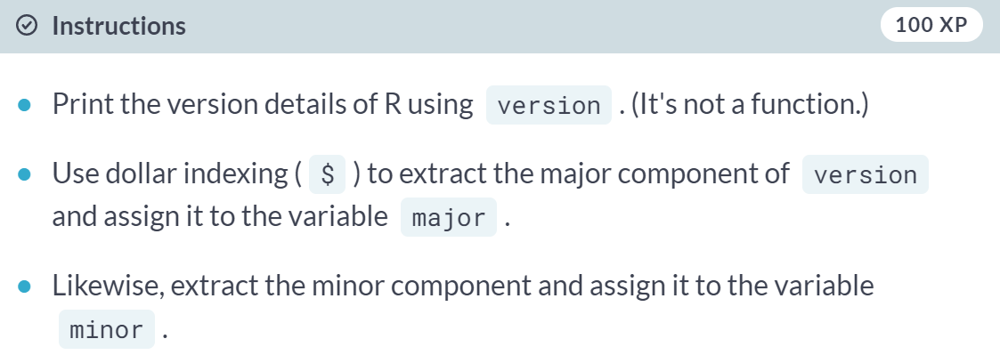 Instructions 100 XP
Print the version details of R using version . (It's not a function.)
Use dollar indexing ( $ ) to extract the major component of version
and assign it to the variable major .
Likewise, extract the minor component and assign it to the variable
minor .